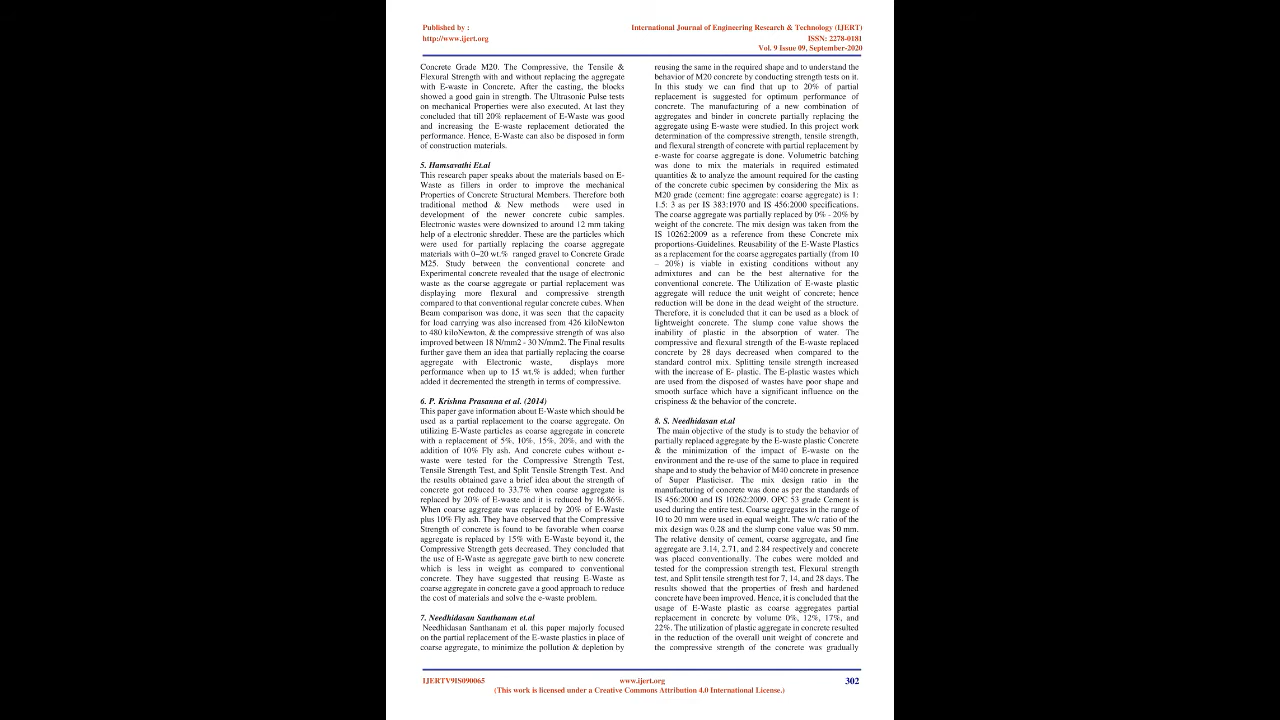 Published by :
http://www.ijert.org
International Journal of Engineering Research & Technology (IJERT)
ISSN: 2278-0181
Vol. 9 Issue 09, September-2020
Concrete Grade M20. The Compressive, the Tensile &
Flexural Strength with and without replacing the aggregate
with E-waste in Concrete. After the casting, the blocks
showed a good gain in strength. The Ultrasonic Pulse tests
on mechanical Properties were also executed. At last they
concluded that till 20% replacement of E-Waste was good
and increasing the E-waste replacement detiorated the
performance. Hence, E-Waste can also be disposed in form
of construction materials.
5. Hamsavathi Et.al
This research paper speaks about the materials based on E-
Waste as fillers in order to improve the mechanical
Properties of Concrete Structural Members. Therefore both
traditional method & New methods were used in
development of the newer concrete cubic samples.
Electronic wastes were downsized to around 12 mm taking
help of a electronic shredder. These are the particles which
were used for partially replacing the coarse aggregate
materials with 0–20 wt.% ranged gravel to Concrete Grade
M25. Study between the conventional concrete and
Experimental concrete revealed that the usage of electronic
waste as the coarse aggregate or partial replacement was
displaying more flexural and compressive strength
compared to that conventional regular concrete cubes. When
Beam comparison was done, it was seen that the capacity
for load carrying was also increased from 426 kiloNewton
to 480 kiloNewton, & the compressive strength of was also
improved between 18 N/mm2 - 30 N/mm2. The Final results
further gave them an idea that partially replacing the coarse
aggregate with Electronic waste, displays more
performance when up to 15 wt.% is added; when further
added it decremented the strength in terms of compressive.
6. P. Krishna Prasanna et al. (2014)
This paper gave information about E-Waste which should be
used as a partial replacement to the coarse aggregate. On
utilizing E-Waste particles as coarse aggregate in concrete
with a replacement of 5%, 10%, 15%, 20%, and with the
addition of 10% Fly ash. And concrete cubes without e-
waste were tested for the Compressive Strength Test,
Tensile Strength Test, and Split Tensile Strength Test. And
the results obtained gave a brief idea about the strength of
concrete got reduced to 33.7% when coarse aggregate is
replaced by 20% of E-waste and it is reduced by 16.86%.
When coarse aggregate was replaced by 20% of E-Waste
plus 10% Fly ash. They have observed that the Compressive
Strength of concrete is found to be favorable when coarse
aggregate is replaced by 15% with E-Waste beyond it, the
Compressive Strength gets decreased. They concluded that
the use of E-Waste as aggregate gave birth to new concrete
which is less in weight as compared to conventional
concrete. They have suggested that reusing E-Waste as
coarse aggregate in concrete gave a good approach to reduce
the cost of materials and solve the e-waste problem.
7. Needhidasan Santhanam et.al
Needhidasan Santhanam et al. this paper majorly focused
on the partial replacement of the E-waste plastics in place of
coarse aggregate, to minimize the pollution & depletion by
reusing the same in the required shape and to understand the
behavior of M20 concrete by conducting strength tests on it.
In this study we can find that up to 20% of partial
replacement is suggested for optimum performance of
concrete. The manufacturing of a new combination of
aggregates and binder in concrete partially replacing the
aggregate using E-waste were studied. In this project work
determination of the compressive strength, tensile strength,
and flexural strength of concrete with partial replacement by
e-waste for coarse aggregate is done. Volumetric batching
was done to mix the materials in required estimated
quantities & to analyze the amount required for the casting
of the concrete cubic specimen by considering the Mix as
M20 grade (cement: fine aggregate: coarse aggregate) is 1:
1.5: 3 as per IS 383:1970 and IS 456:2000 specifications.
The coarse aggregate was partially replaced by 0% - 20% by
weight of the concrete. The mix design was taken from the
IS 10262:2009 as a reference from these Concrete mix
proportions-Guidelines. Reusability of the E-Waste Plastics
as a replacement for the coarse aggregates partially (from 10
– 20%) is viable in existing conditions without any
admixtures and can be the best alternative for the
conventional concrete. The Utilization of E-waste plastic
aggregate will reduce the unit weight of concrete; hence
reduction will be done in the dead weight of the structure.
Therefore, it is concluded that it can be used as a block of
lightweight concrete. The slump cone value shows the
inability of plastic in the absorption of water. The
compressive and flexural strength of the E-waste replaced
concrete by 28 days decreased when compared to the
standard control mix. Splitting tensile strength increased
with the increase of E- plastic. The E-plastic wastes which
are used from the disposed of wastes have poor shape and
smooth surface which have a significant influence on the
crispiness & the behavior of the concrete.
8. S. Needhidasan et.al
The main objective of the study is to study the behavior of
partially replaced aggregate by the E-waste plastic Concrete
& the minimization of the impact of E-waste on the
environment and the re-use of the same to place in required
shape and to study the behavior of M40 concrete in presence
of Super Plasticiser. The mix design ratio in the
manufacturing of concrete was done as per the standards of
IS 456:2000 and IS 10262:2009. OPC 53 grade Cement is
used during the entire test. Coarse aggregates in the range of
10 to 20 mm were used in equal weight. The w/c ratio of the
mix design was 0.28 and the slump cone value was 50 mm.
The relative density of cement, coarse aggregate, and fine
aggregate are 3.14, 2.71, and 2.84 respectively and concrete
was placed conventionally. The cubes were molded and
tested for the compression strength test, Flexural strength
test, and Split tensile strength test for 7, 14, and 28 days. The
results showed that the properties of fresh and hardened
concrete have been improved. Hence, it is concluded that the
usage of E-Waste plastic as coarse aggregates partial
replacement in concrete by volume 0%, 12%, 17%, and
22%. The utilization of plastic aggregate in concrete resulted
in the reduction of the overall unit weight of concrete and
the compressive strength of the concrete was gradually
IJERTV9IS090065
www.ijert.org
302
(This work is licensed under a Creative Commons Attribution 4.0 International License.)